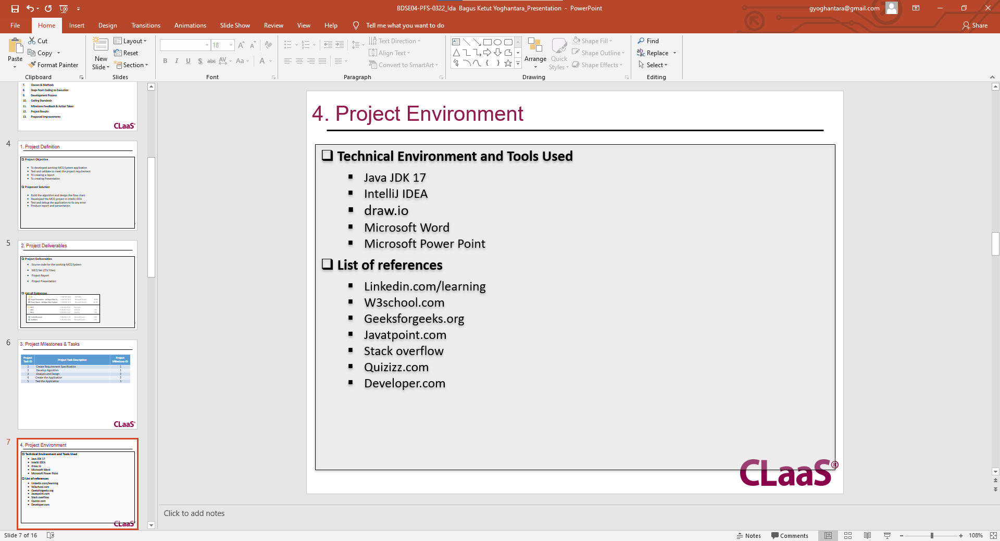 BDSE04-PFS-0322_Ida  Bagus Ketut Yoghantara_Presentation  -  PowerPoint
gyoghantara@gmail.com
File Home Insert Design Transitions Animations Slide Show Review View Help Tell me what you want to do
Share
Paste
Cut
Copy
Format Painter
Clipboard
New Slide
Layout
Reset
Section
Slides
18
B I U S abc AV Aa A
Font
Text Direction
Align Text
Convert to SmartArt
Paragraph
Arrange
Quick Styles
Shape Fill
Shape Outline
Shape Effects
Drawing
Find
Replace
Select
Editing
7. Classes & Methods
8. Steps from Coding to Execution
9. Development Process
10. Coding Standards
11. Milestone Feedback & Action Taken
12. Project Results
13. Proposed Improvements
CLaaS
4
1. Project Definition
Project Objective
To developed working MCQ System application
Test and validate to meet the project requirement
To creating a report
To creating Presentation
Proposed Solution
Build the algorithm and design the flow chart
Developed the MCQ project in IntelliJ IDEA
Test and debug the application to fix any error
Produce report and persentation
5
2. Project Deliverables
Project Deliverables
Source code for the working MCQ System
MCQ Set (CSV Files)
Project Report
Project Presentation
List of Evidences
6
3. Project Milestones & Tasks
Project Task ID Project Task Description Project Milestone ID
1 Create Requirement Specification 1
2 Develop Algorithm 1
3 Analysis and Design 2
4 Create the Application 2
5 Test the Application 3
CLaaS
7
4. Project Environment
Technical Environment and Tools Used
Java JDK 17
IntelliJ IDEA
draw.io
Microsoft Word
Microsoft Power Point
List of references
Linkedin.com/learning
W3school.com
Geeksforgeeks.org
Javatpoint.com
Stack overflow
Quizizz.com
Developer.com
CLaaS
4. Project Environment
Technical Environment and Tools Used
Java JDK 17
IntelliJ IDEA
draw.io
Microsoft Word
Microsoft Power Point
List of references
Linkedin.com/learning
W3school.com
Geeksforgeeks.org
Javatpoint.com
Stack overflow
Quizizz.com
Developer.com
CLaaS®
Click to add notes
Slide 7 of 16
Notes
Comments
108%